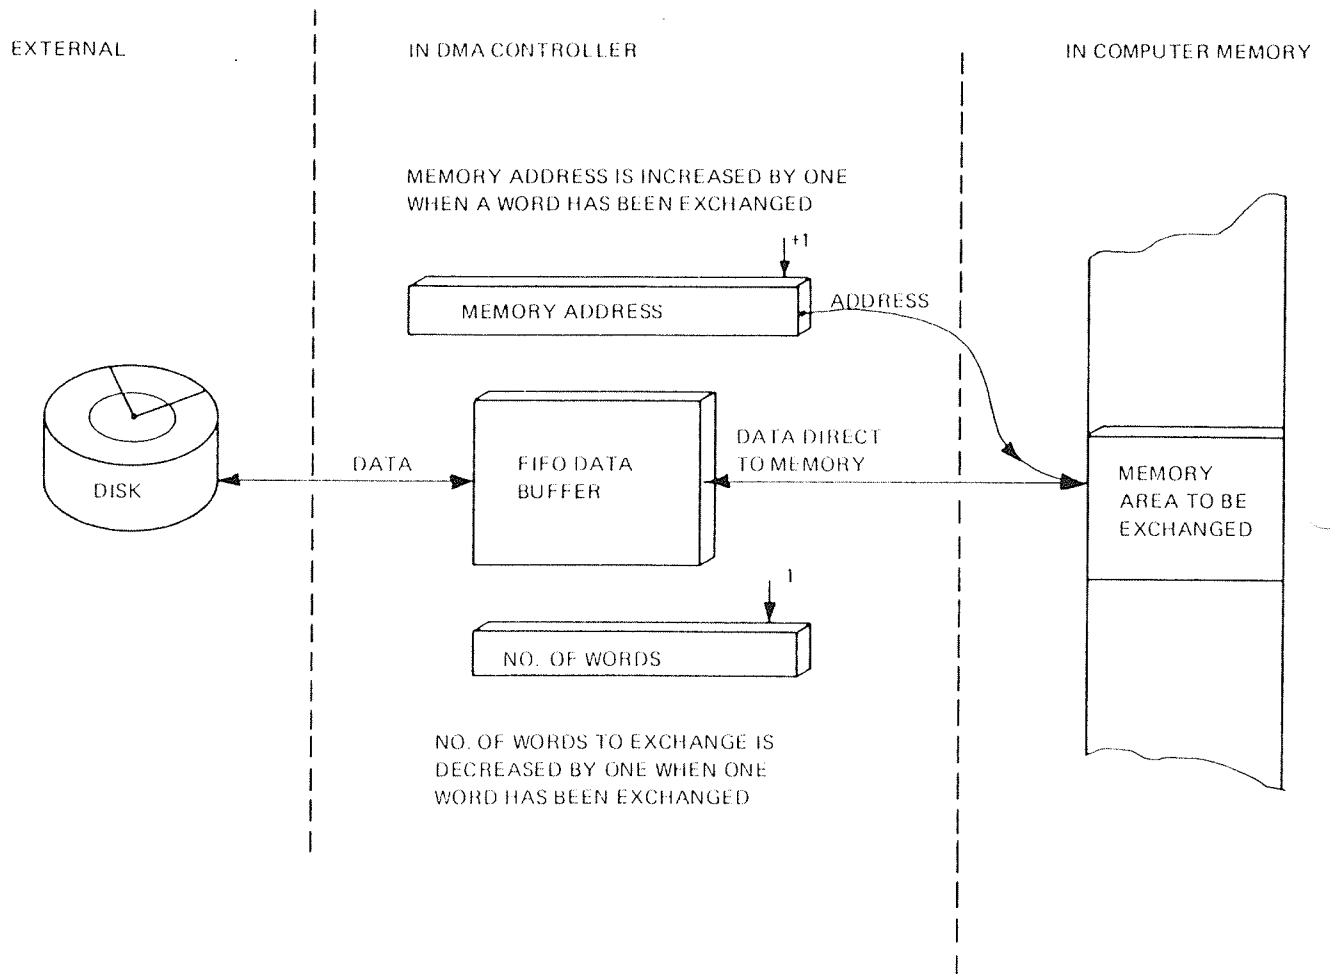 EXTERNAL
IN DMA CONTROLLER
IN COMPUTER MEMORY
MEMORY ADDRESS IS INCREASED BY ONE
WHEN A WORD HAS BEEN EXCHANGED
+1
MEMORY ADDRESS
ADDRESS
DISK
DATA
FIFO DATA
BUFFER
DATA DIRECT
TO MEMORY
MEMORY
AREA TO BE
EXCHANGED
1
NO. OF WORDS
NO. OF WORDS TO EXCHANGE IS
DECREASED BY ONE WHEN ONE
WORD HAS BEEN EXCHANGED